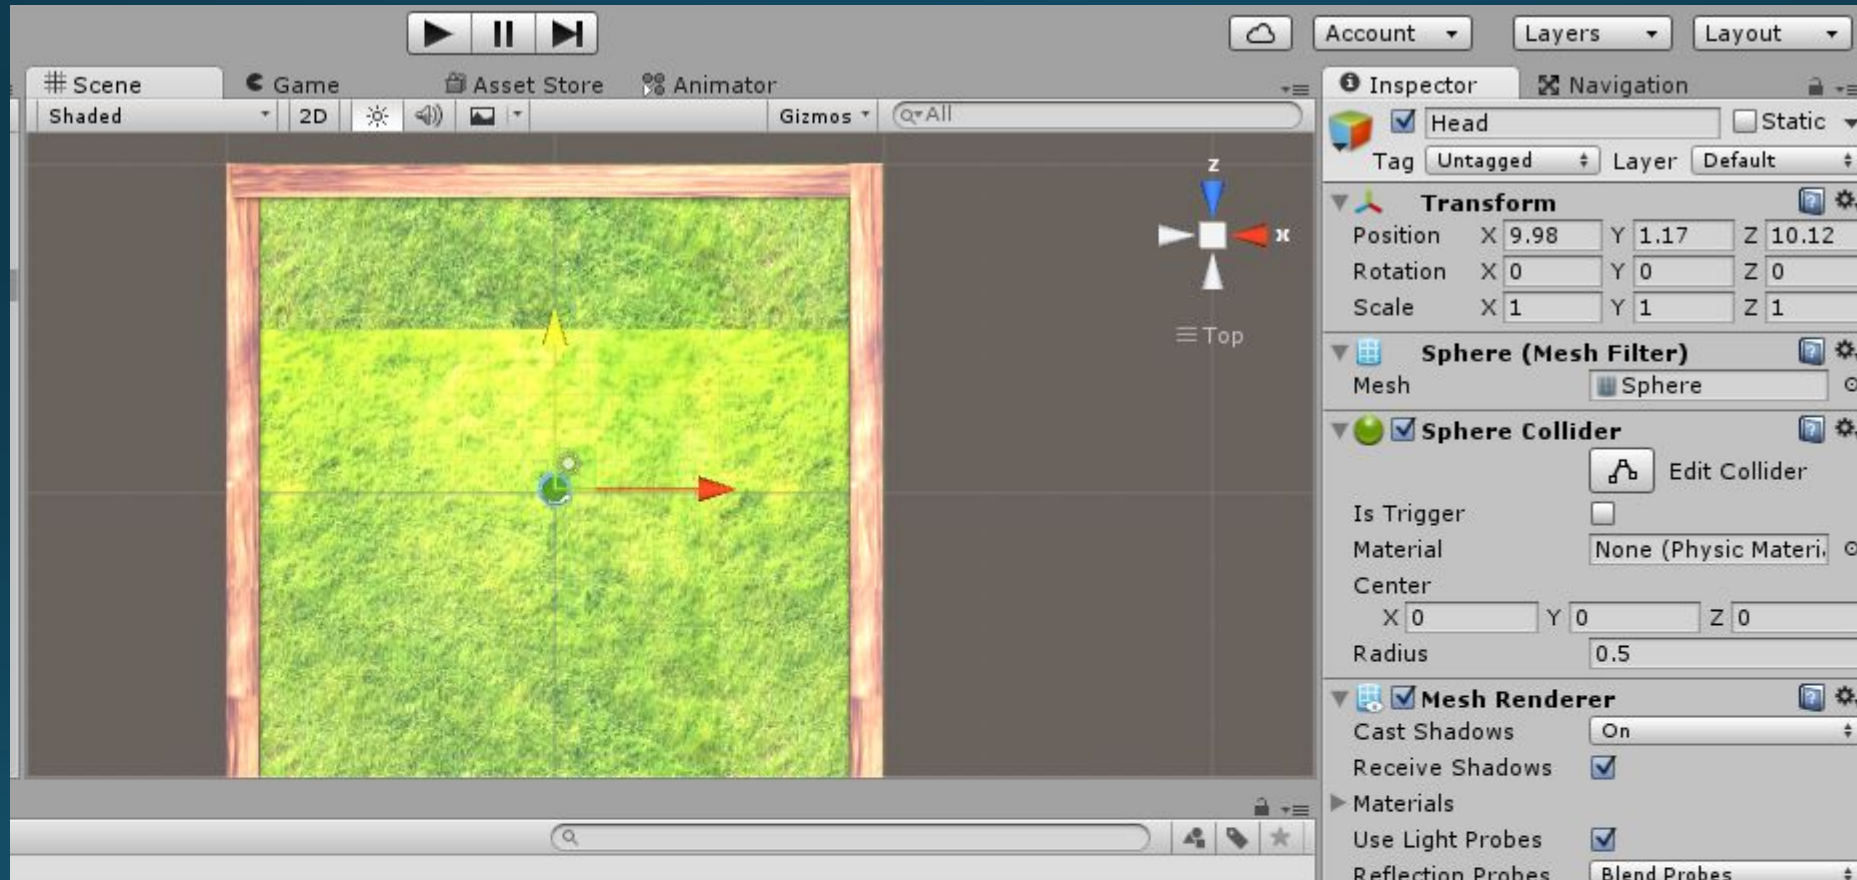 Account
Layers
Layout
Scene
Game
Asset Store
Animator
Inspector
Navigation
Shaded
2D
Gizmos
All
Head
Static
Tag Untagged Layer Default
Transform
Position X 9.98 Y 1.17 Z 10.12
Rotation X 0 Y 0 Z 0
Scale X 1 Y 1 Z 1
z
x
Top
Sphere (Mesh Filter)
Mesh Sphere
Sphere Collider
Edit Collider
Is Trigger
Material None (Physic Materi
Center
X 0 Y 0 Z 0
Radius 0.5
Mesh Renderer
Cast Shadows On
Receive Shadows
Materials
Use Light Probes
Reflection Probes Blend Probes